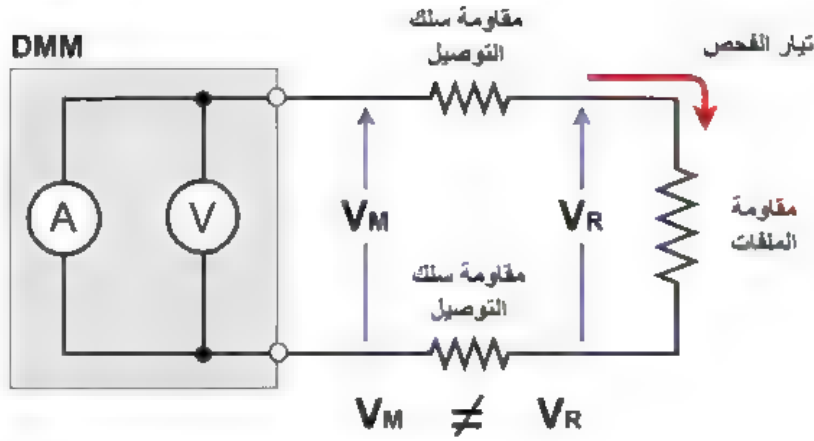 مقاومة سلك
التوصيل
تيار الفحص
DMM
A
V
VM
VR
مقاومة
الملفات
مقاومة سلك
التوصيل
VM ≠ VR